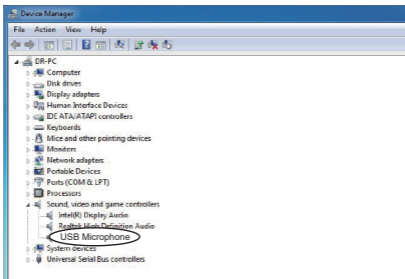 Device Manager
File Action View Help
DR-PC
Computer
Disk drives
Display adapters
Human Interface Devices
IDE ATA/ATAPI controllers
Keyboards
Mice and other pointing devices
Monitors
Network adapters
Portable Devices
Ports (COM & LPT)
Processors
Sound, video and game controllers
Intel(R) Display Audio
Realtek High Definition Audio
USB Microphone
System devices
Universal Serial Bus controllers